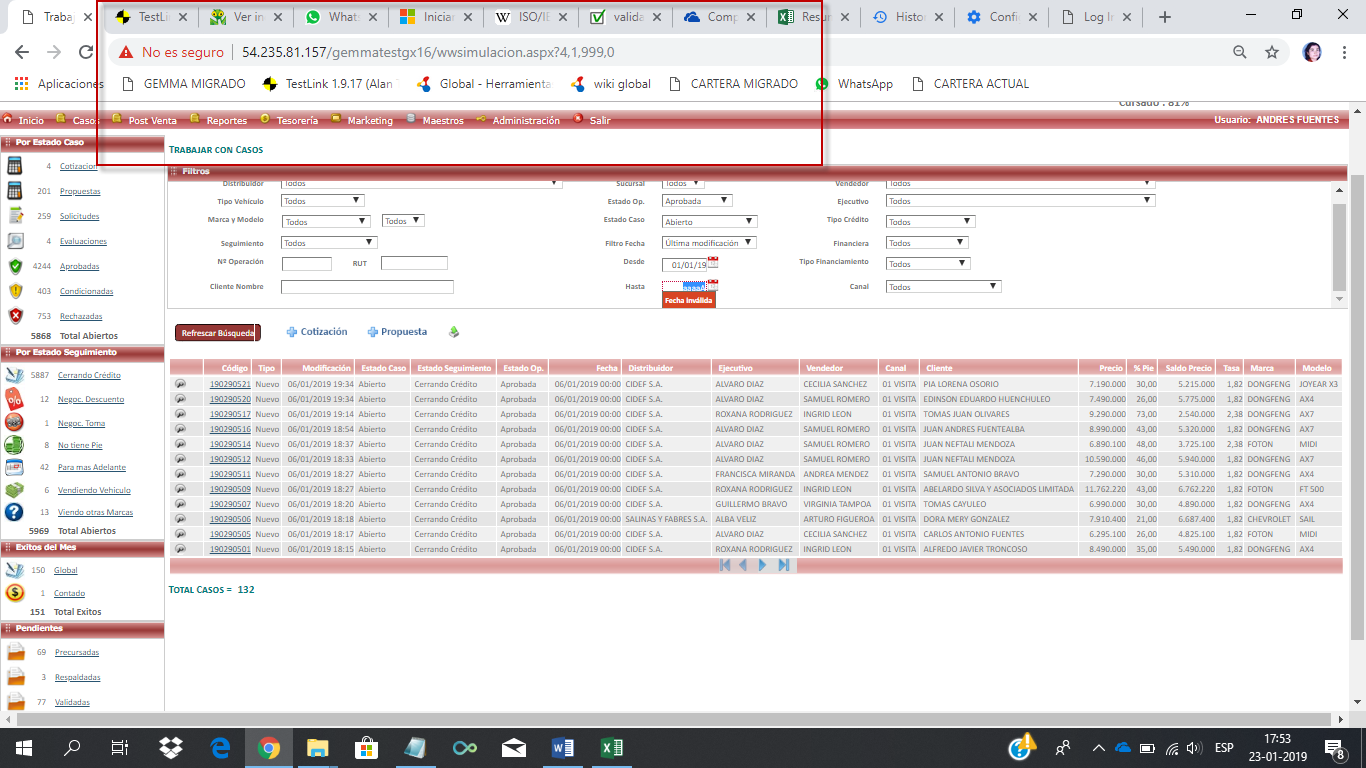 Trabaj
TestLin
Ver in
Whats
Iniciar
ISO/IE
valida
Comp
Resun
Histo
Config
Log In
No es seguro
54.235.81.157/gemmatestgx16/wwsimulacion.aspx?4,1,999,0
Aplicaciones GEMMA MIGRADO TestLink 1.9.17 (Alan Global - Herramienta wiki global CARTERA MIGRADO WhatsApp CARTERA ACTUAL
Cursado : 81%
Inicio Casos Post Venta Reportes Tesorería Marketing Maestros Administración Salir Usuario: ANDRES FUENTES
Por Estado Caso
4 Cotizacion
201 Propuestas
259 Solicitudes
4 Evaluaciones
4244 Aprobadas
403 Condicionadas
753 Rechazadas
5868 Total Abiertos
Por Estado Seguimiento
5887 Cerrando Crédito
12 Negoc. Descuento
1 Negoc. Toma
8 No tiene Pie
42 Para mas Adelante
6 Vendiendo Vehículo
13 Viendo otras Marcas
5969 Total Abiertos
Exitos del Mes
150 Global
1 Contado
151 Total Exitos
Pendientes
69 Precursadas
3 Respaldadas
77 Validadas
TRABAJAR CON CASOS
Filtros
Distribuidor Todos Sucursal Todos Vendedor Todos
Tipo Vehículo Todos Estado Op. Aprobada Ejecutivo Todos
Marca y Modelo Todos Todos Estado Caso Abierto Tipo Crédito Todos
Seguimiento Todos Filtro Fecha Última modificación Financiera Todos
Nº Operación RUT Desde 01/01/19 Tipo Financiamiento Todos
Cliente Nombre Hasta aaaaA Canal Todos
Fecha Inválida
Refrescar Búsqueda Cotización Propuesta
Código Tipo Modificación Estado Caso Estado Seguimiento Estado Op. Fecha Distribuidor Ejecutivo Vendedor Canal Cliente Precio % Pie Saldo Precio Tasa Marca Modelo
190290521 Nuevo 06/01/2019 19:34 Abierto Cerrando Crédito Aprobada 06/01/2019 00:00 CIDEF S.A. ALVARO DIAZ CECILIA SANCHEZ 01 VISITA PIA LORENA OSORIO 7.190.000 30,00 5.215.000 1,82 DONGFENG JOYEAR X3
190290520 Nuevo 06/01/2019 19:34 Abierto Cerrando Crédito Aprobada 06/01/2019 00:00 CIDEF S.A. ALVARO DIAZ SAMUEL ROMERO 01 VISITA EDINSON EDUARDO HUENCHULEO 7.490.000 26,00 5.775.000 1,82 DONGFENG AX4
190290517 Nuevo 06/01/2019 19:14 Abierto Cerrando Crédito Aprobada 06/01/2019 00:00 CIDEF S.A. ROXANA RODRIGUEZ INGRID LEON 01 VISITA TOMAS JUAN OLIVARES 9.290.000 73,00 2.540.000 2,38 DONGFENG AX7
190290516 Nuevo 06/01/2019 18:54 Abierto Cerrando Crédito Aprobada 06/01/2019 00:00 CIDEF S.A. ALVARO DIAZ SAMUEL ROMERO 01 VISITA JUAN ANDRES FUENTEALBA 8.990.000 43,00 5.320.000 1,82 DONGFENG AX7
190290514 Nuevo 06/01/2019 18:37 Abierto Cerrando Crédito Aprobada 06/01/2019 00:00 CIDEF S.A. ALVARO DIAZ SAMUEL ROMERO 01 VISITA JUAN NEFTALI MENDOZA 6.890.100 48,00 3.725.100 2,38 FOTON MIDI
190290512 Nuevo 06/01/2019 18:33 Abierto Cerrando Crédito Aprobada 06/01/2019 00:00 CIDEF S.A. ALVARO DIAZ SAMUEL ROMERO 01 VISITA JUAN NEFTALI MENDOZA 10.590.000 46,00 5.940.000 1,82 DONGFENG AX7
190290511 Nuevo 06/01/2019 18:27 Abierto Cerrando Crédito Aprobada 06/01/2019 00:00 CIDEF S.A. FRANCISCA MIRANDA ANDREA MENDEZ 01 VISITA SAMUEL ANTONIO BRAVO 7.290.000 30,00 5.310.000 1,82 DONGFENG AX4
190290509 Nuevo 06/01/2019 18:27 Abierto Cerrando Crédito Aprobada 06/01/2019 00:00 CIDEF S.A. ROXANA RODRIGUEZ INGRID LEON 01 VISITA ABELARDO SILVA Y ASOCIADOS LIMITADA 11.762.220 43,00 6.762.220 1,82 FOTON FT 500
190290507 Nuevo 06/01/2019 18:20 Abierto Cerrando Crédito Aprobada 06/01/2019 00:00 CIDEF S.A. GUILLERMO BRAVO VIRGINIA TAMPOA 01 VISITA TOMAS CAYULEO 6.990.000 30,00 4.890.000 1,82 DONGFENG AX4
190290506 Nuevo 06/01/2019 18:18 Abierto Cerrando Crédito Aprobada 06/01/2019 00:00 SALINAS Y FABRES S.A. ALBA VELIZ ARTURO FIGUEROA 01 VISITA DORA MERY GONZALEZ 7.910.400 21,00 6.687.400 1,82 CHEVROLET SAIL
190290505 Nuevo 06/01/2019 18:17 Abierto Cerrando Crédito Aprobada 06/01/2019 00:00 CIDEF S.A. ALVARO DIAZ CECILIA SANCHEZ 01 VISITA CARLOS ANTONIO FUENTES 6.295.100 26,00 4.825.100 1,82 FOTON MIDI
190290501 Nuevo 06/01/2019 18:15 Abierto Cerrando Crédito Aprobada 06/01/2019 00:00 CIDEF S.A. ROXANA RODRIGUEZ INGRID LEON 01 VISITA ALFREDO JAVIER TRONCOSO 8.490.000 35,00 5.490.000 1,82 DONGFENG AX4
TOTAL CASOS = 132
ESP
17:53
23-01-2019
8